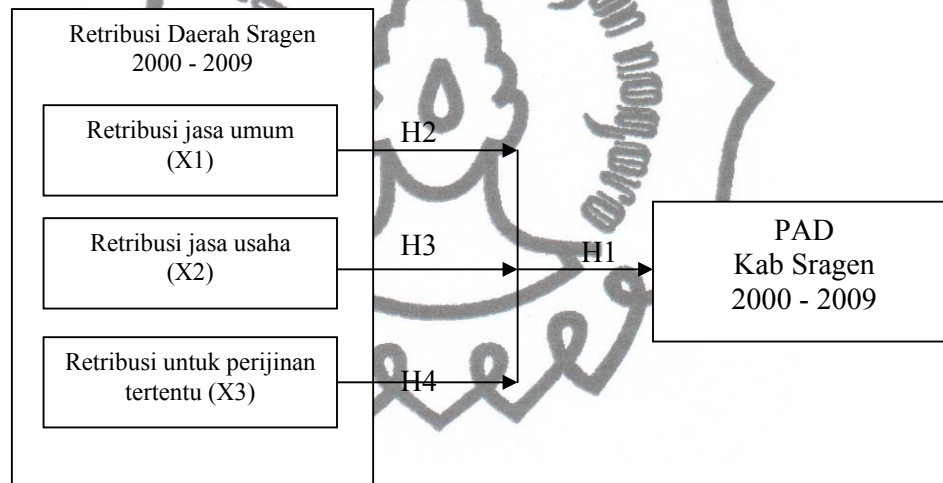 Retribusi Daerah Sragen
2000 - 2009
Retribusi jasa umum
(X1)
H2
Retribusi jasa usaha
(X2)
H3
H1
PAD
Kab Sragen
2000 - 2009
Retribusi untuk perijinan
tertentu (X3)
H4